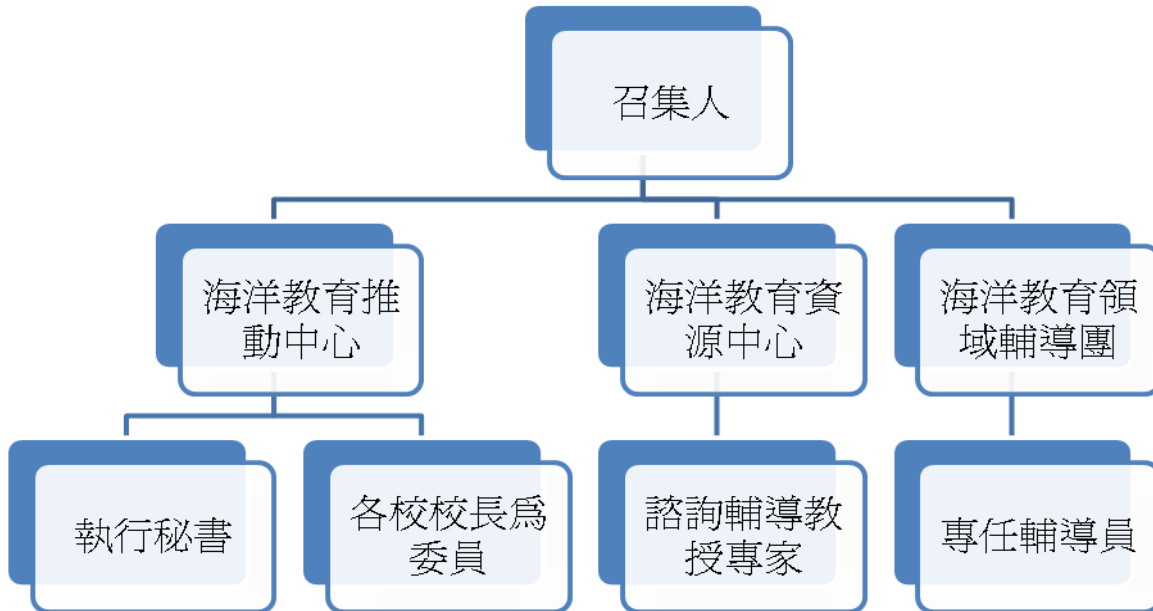 召集人
海洋教育推
動中心
海洋教育資
源中心
海洋教育領
域輔導團
執行秘書
各校校長爲
委員
諮詢輔導教
授專家
專任輔導員